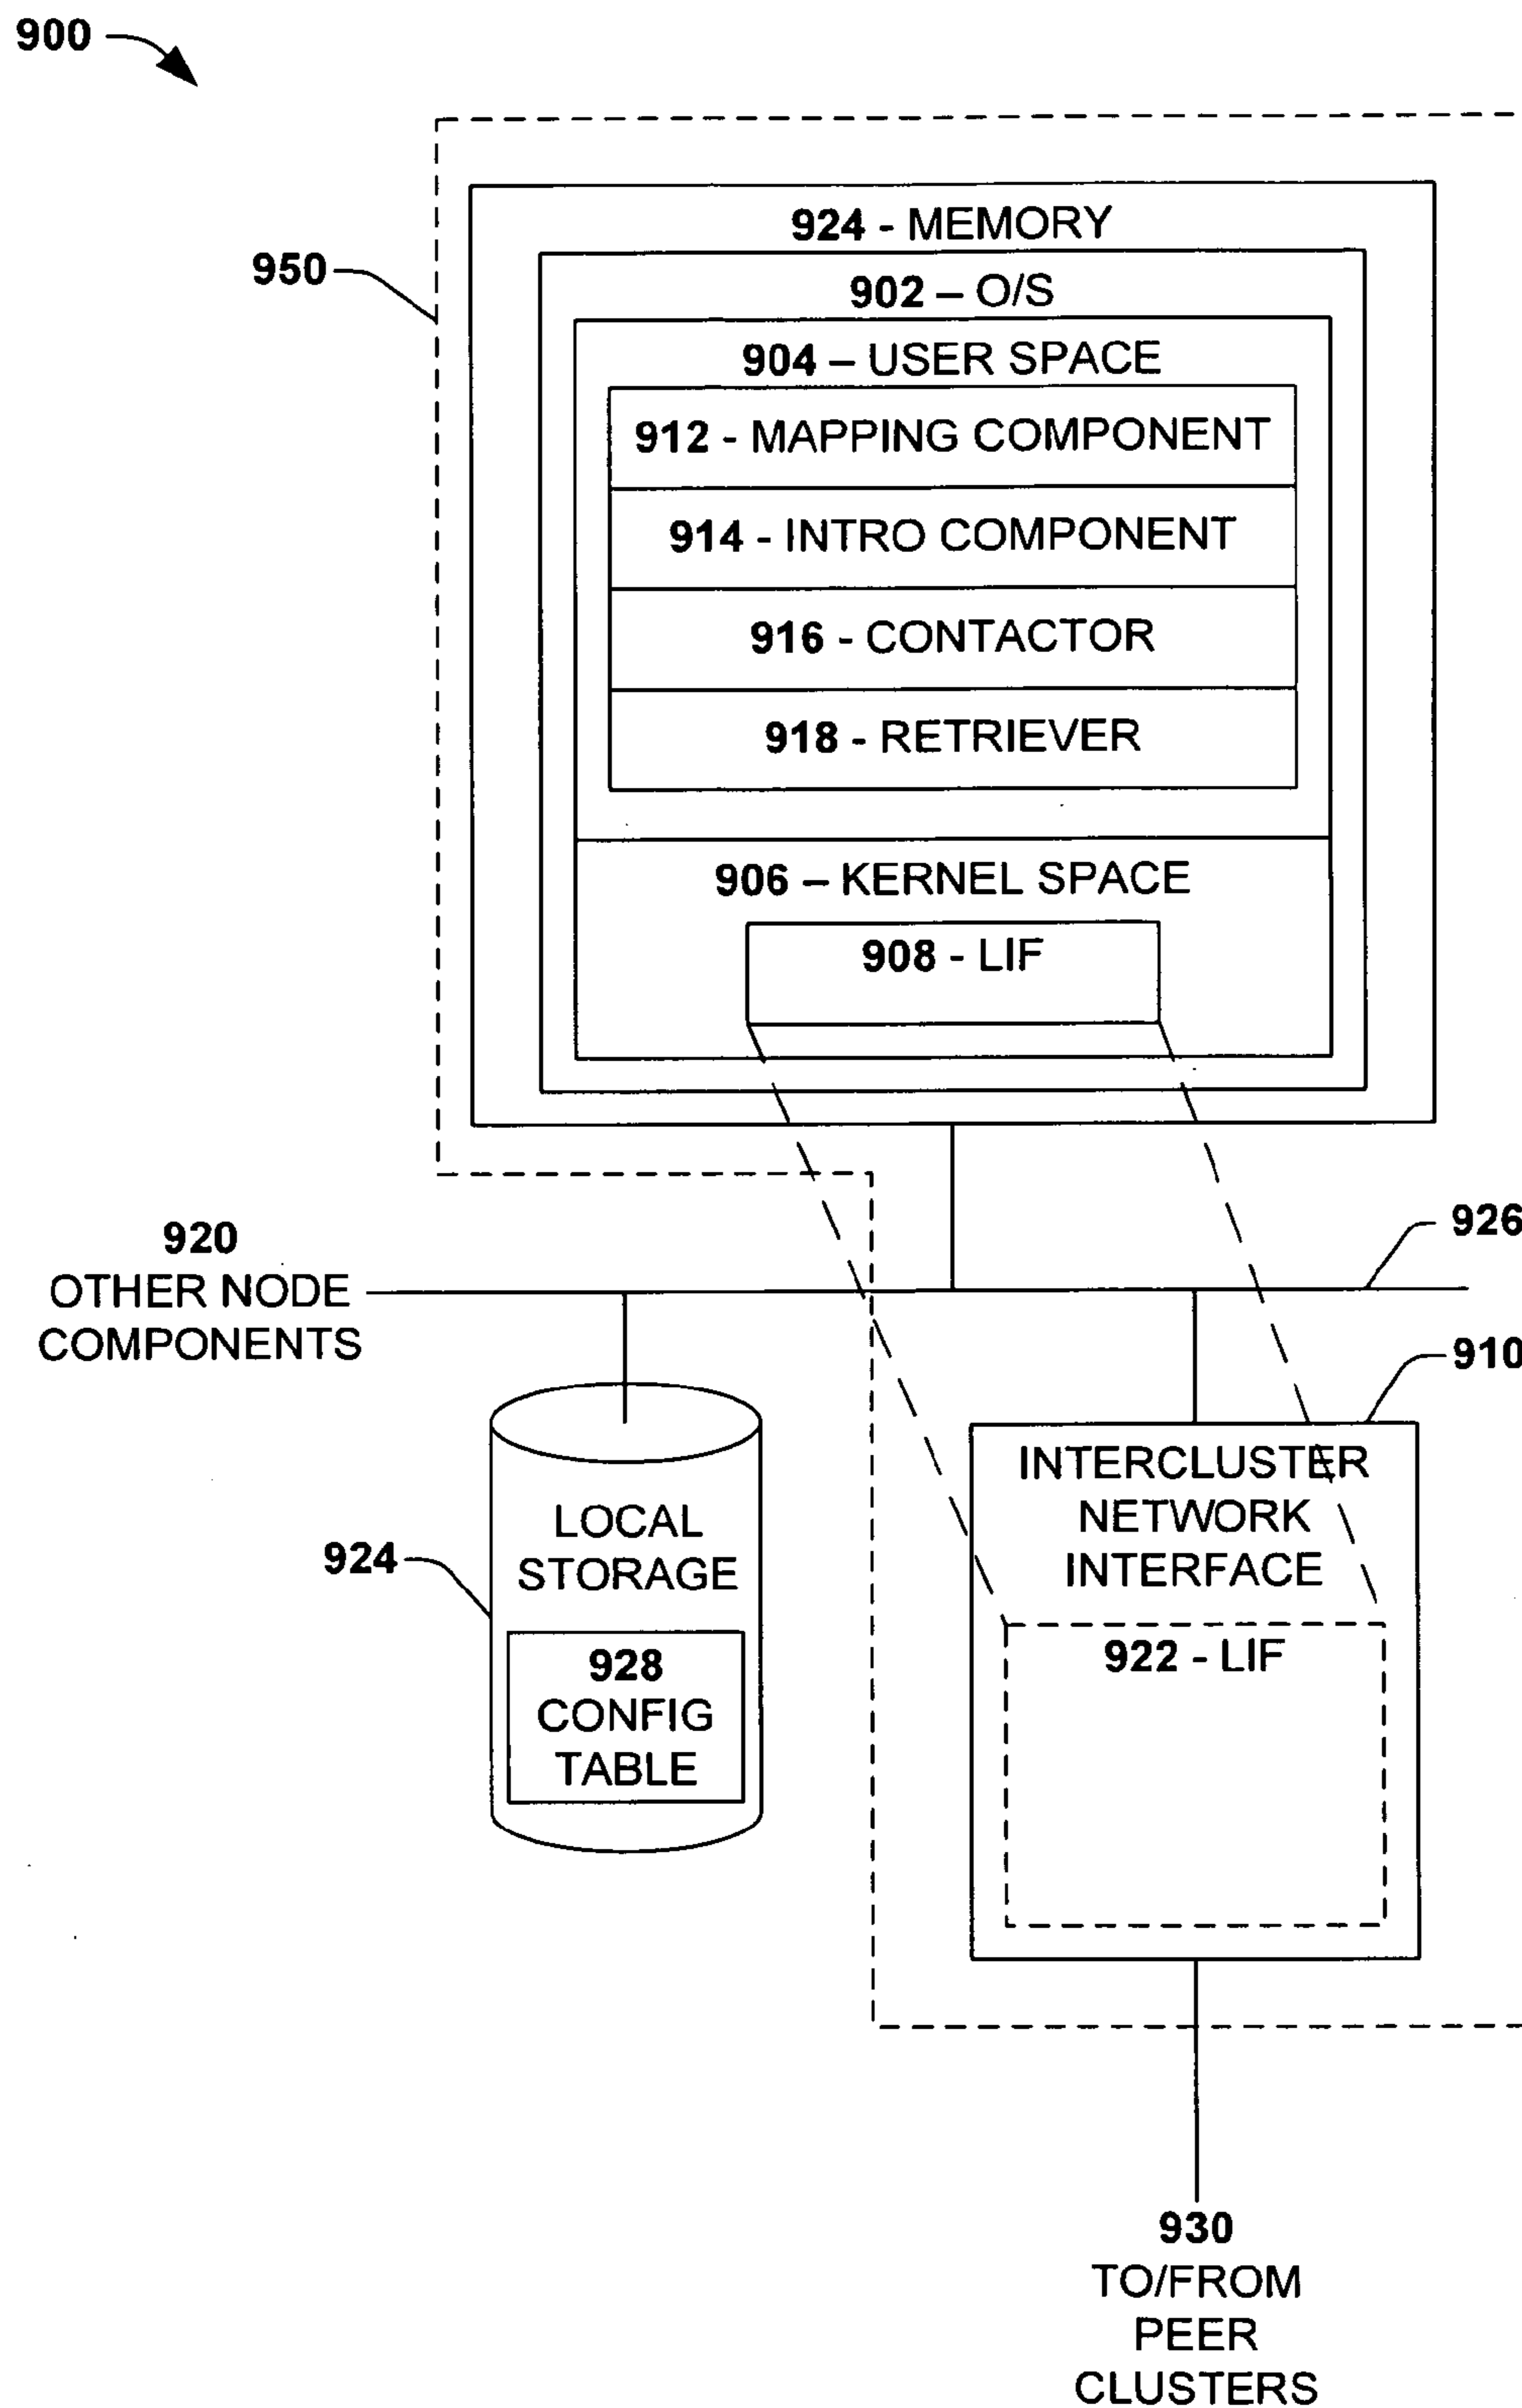 900
950
924 - MEMORY
902 – O/S
904 – USER SPACE
912 - MAPPING COMPONENT
914 - INTRO COMPONENT
916 - CONTACTOR
918 - RETRIEVER
906 – KERNEL SPACE
908 - LIF
920
OTHER NODE
COMPONENTS
926
910
INTERCLUSTER
NETWORK
INTERFACE
922 - LIF
924
LOCAL
STORAGE
928
CONFIG
TABLE
930
TO/FROM
PEER
CLUSTERS